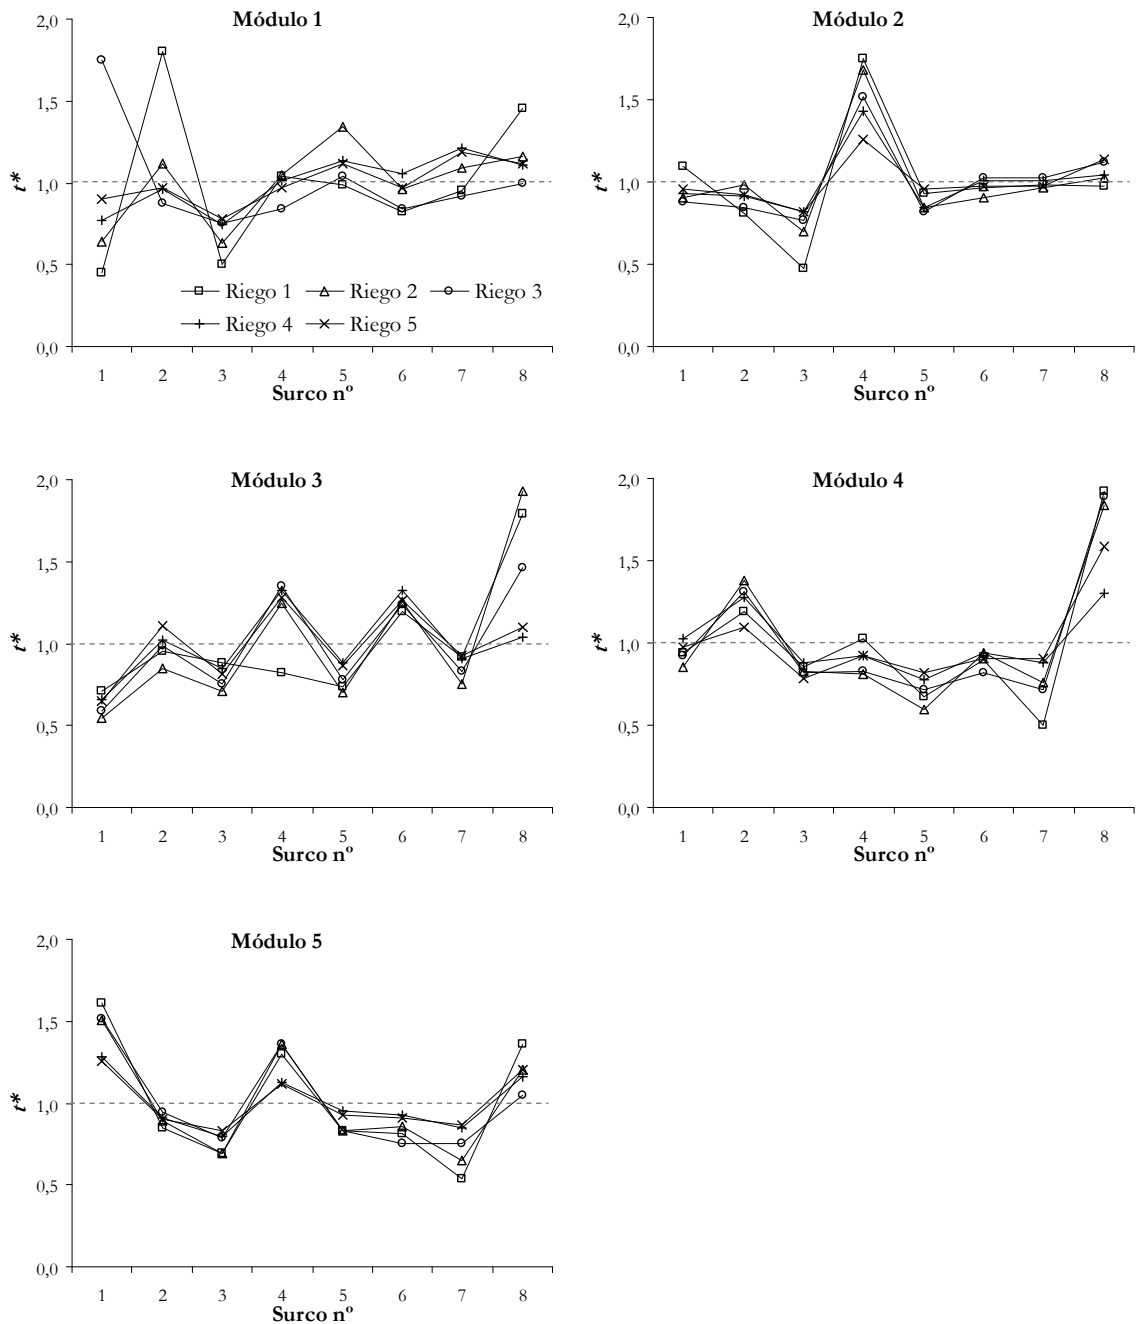 Módulo 1
2,0
1,5
1,0
0,5
0,0
t*
Riego 1 Riego 2 Riego 3
Riego 4 Riego 5
1 2 3 4 5 6 7 8
Surco nº
Módulo 2
2,0
1,5
1,0
0,5
0,0
t*
1 2 3 4 5 6 7 8
Surco nº
Módulo 3
2,0
1,5
1,0
0,5
0,0
t*
1 2 3 4 5 6 7 8
Surco nº
Módulo 4
2,0
1,5
1,0
0,5
0,0
t*
1 2 3 4 5 6 7 8
Surco nº
Módulo 5
2,0
1,5
1,0
0,5
0,0
t*
1 2 3 4 5 6 7 8
Surco nº